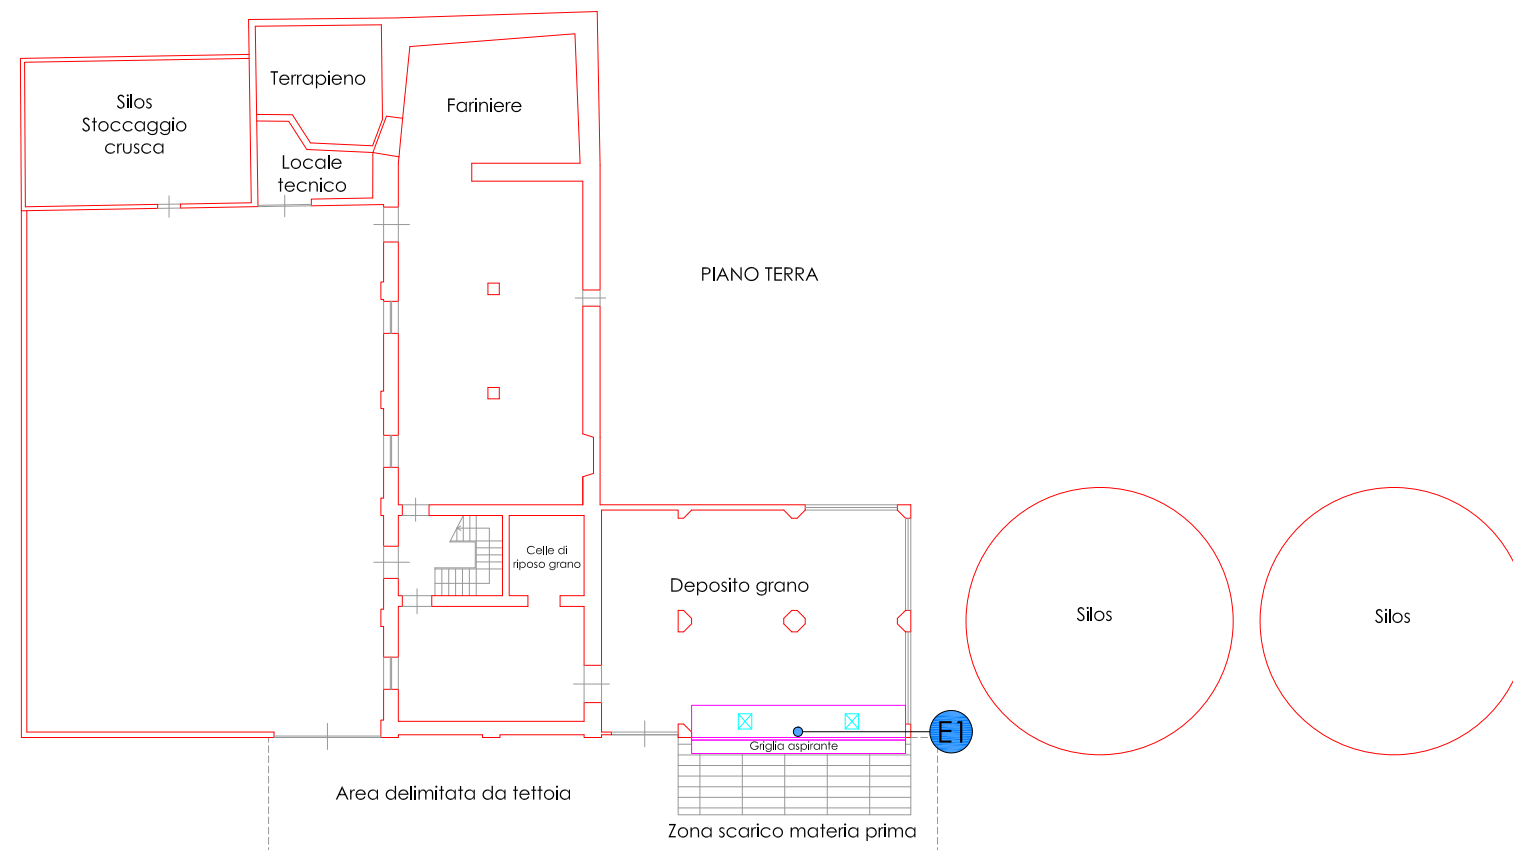 Terrapieno
Silos
Stoccaggio
crusca
Fariniere
Locale
tecnico
PIANO TERRA
Celle di
riposo grano
Deposito grano
Silos
Silos
E1
Griglia aspirante
Area delimitata da tettoia
Zona scarico materia prima